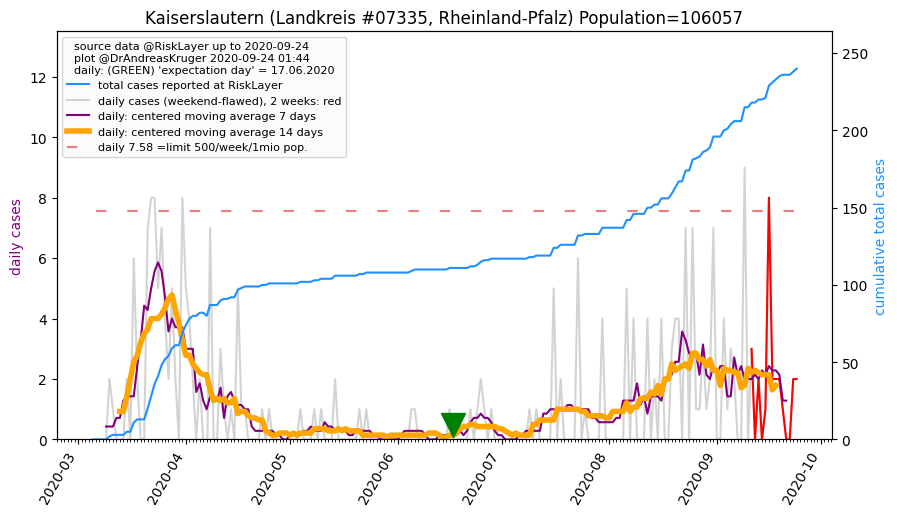 Kaiserslautern (Landkreis #07335, Rheinland-Pfalz) Population=106057
source data @RiskLayer up to 2020-09-24
plot @DrAndreasKruger 2020-09-24 01:44
daily: (GREEN) 'expectation day' = 17.06.2020
total cases reported at RiskLayer
daily cases (weekend-flawed), 2 weeks: red
daily: centered moving average 7 days
daily: centered moving average 14 days
daily 7.58 =limit 500/week/1mio pop.
daily cases
0
2
4
6
8
10
12
cumulative total cases
0
50
100
150
200
250
2020-03
2020-04
2020-05
2020-06
2020-07
2020-08
2020-09
2020-10